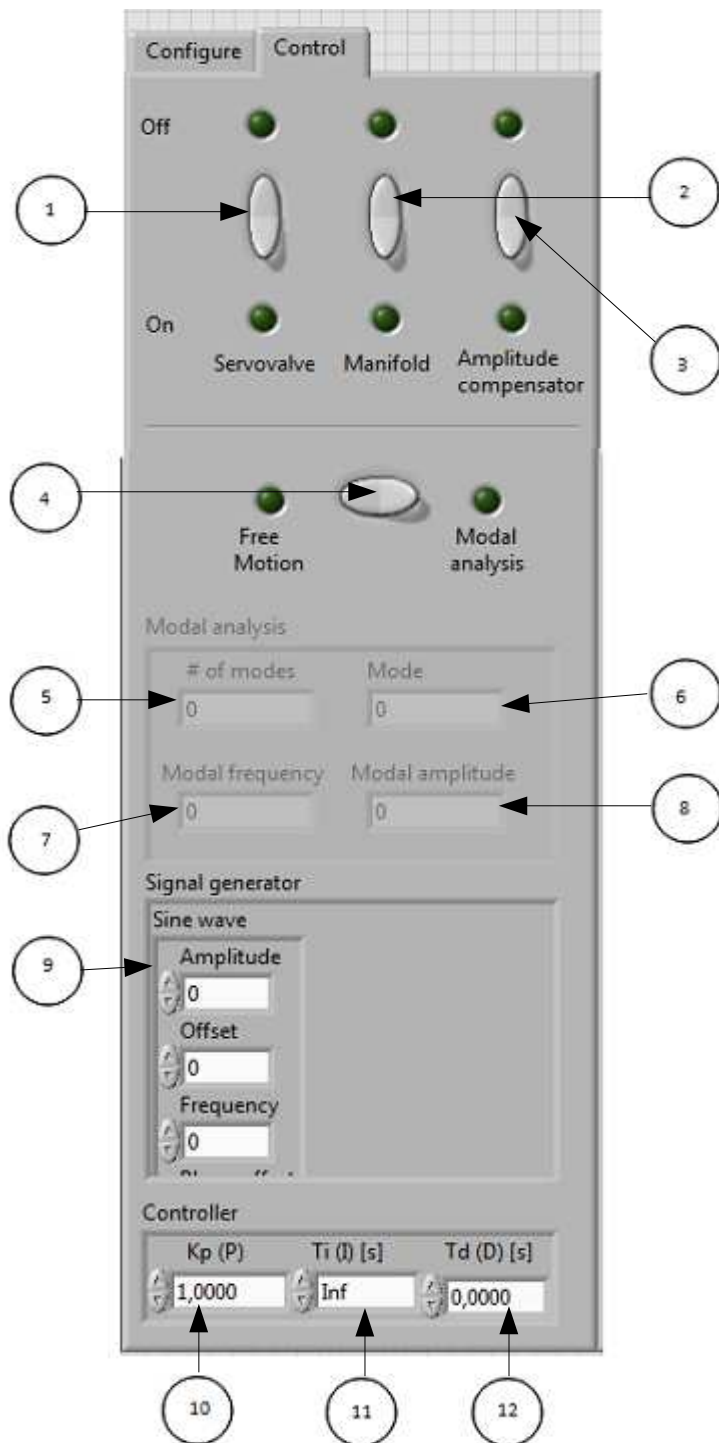 Configure Control
Off
1
2
On
Servovalve Manifold Amplitude
compensator
3
4
Free
Motion
Modal
analysis
Modal analysis
# of modes Mode
5
0 0
6
Modal frequency Modal amplitude
7
0 0
8
Signal generator
Sine wave
9
Amplitude
0
Offset
0
Frequency
0
Controller
Kp (P) Ti (I) [s] Td (D) [s]
1,0000 Inf 0,0000
10 11 12